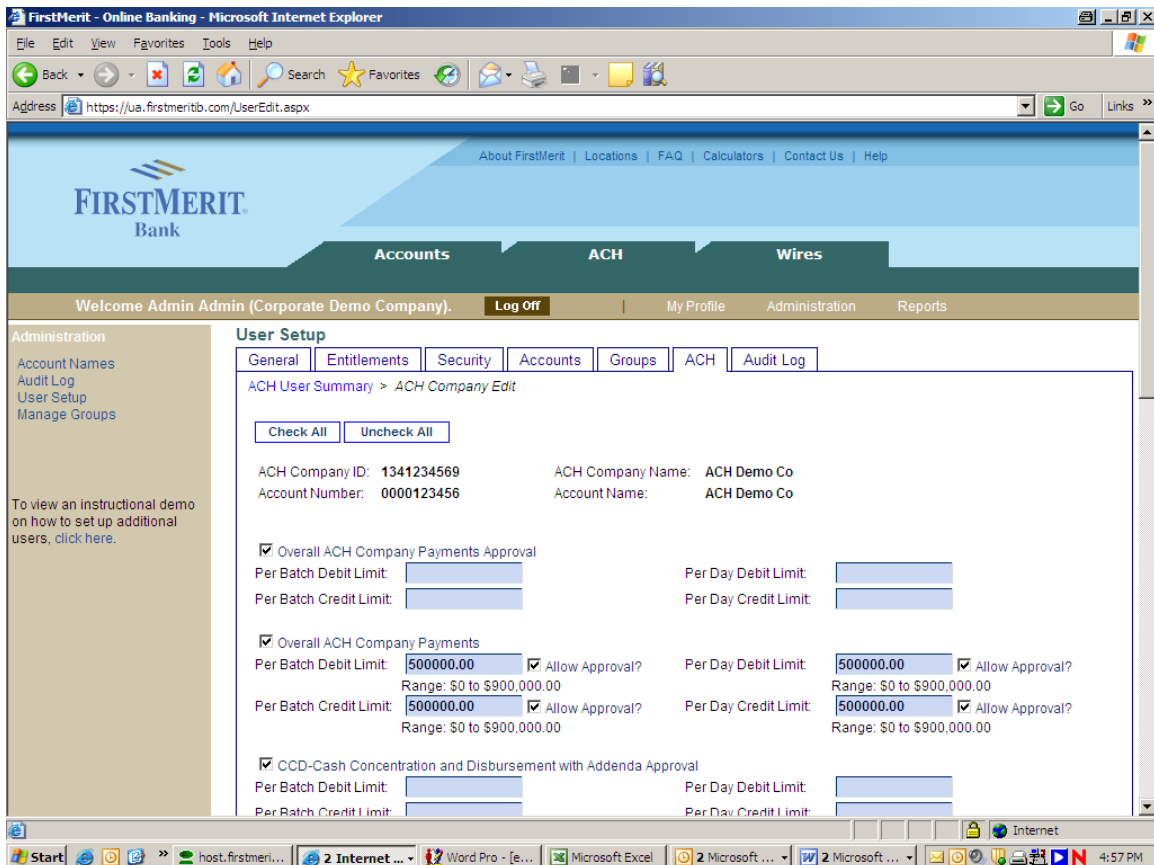 FirstMerit - Online Banking - Microsoft Internet Explorer
File Edit View Favorites Tools Help
Back Search Favorites
Address https://ua.firstmeritib.com/UserEdit.aspx Go Links »
About FirstMerit | Locations | FAQ | Calculators | Contact Us | Help
FIRSTMERIT®
Bank
Accounts ACH Wires
Welcome Admin Admin (Corporate Demo Company). Log Off | My Profile Administration Reports
Administration
Account Names
Audit Log
User Setup
Manage Groups
To view an instructional demo
on how to set up additional
users, click here.
User Setup
General Entitlements Security Accounts Groups ACH Audit Log
ACH User Summary > ACH Company Edit
Check All Uncheck All
ACH Company ID: 1341234569 ACH Company Name: ACH Demo Co
Account Number: 0000123456 Account Name: ACH Demo Co
Overall ACH Company Payments Approval
Per Batch Debit Limit: Per Day Debit Limit:
Per Batch Credit Limit: Per Day Credit Limit:
Overall ACH Company Payments
Per Batch Debit Limit: 500000.00 Allow Approval? Per Day Debit Limit: 500000.00 Allow Approval?
Range: $0 to $900,000.00 Range: $0 to $900,000.00
Per Batch Credit Limit: 500000.00 Allow Approval? Per Day Credit Limit: 500000.00 Allow Approval?
Range: $0 to $900,000.00 Range: $0 to $900,000.00
CCD-Cash Concentration and Disbursement with Addenda Approval
Per Batch Debit Limit: Per Day Debit Limit:
Per Batch Credit Limit: Per Day Credit Limit:
Internet
Start » host.firstmeri... 2 Internet ... Word Pro - [e... Microsoft Excel 2 Microsoft ... 2 Microsoft ... 4:57 PM